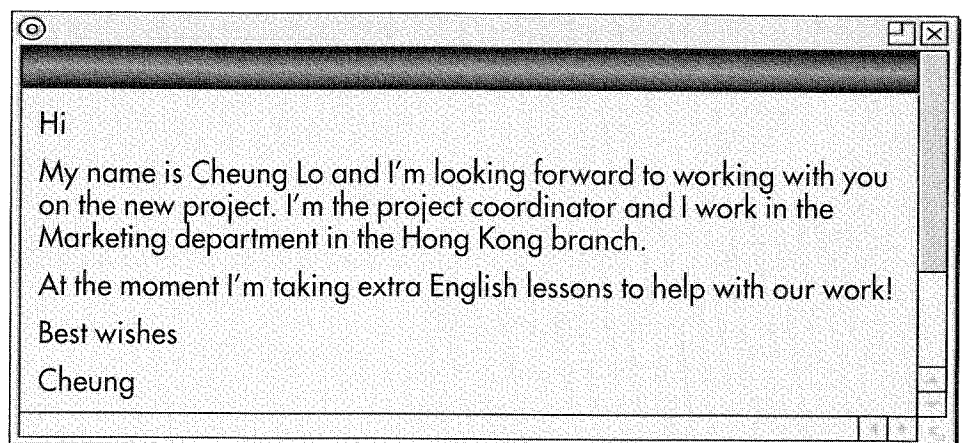 Hi
My name is Cheung Lo and I'm looking forward to working with you
on the new project. I'm the project coordinator and I work in the
Marketing department in the Hong Kong branch.
At the moment I'm taking extra English lessons to help with our work!
Best wishes
Cheung